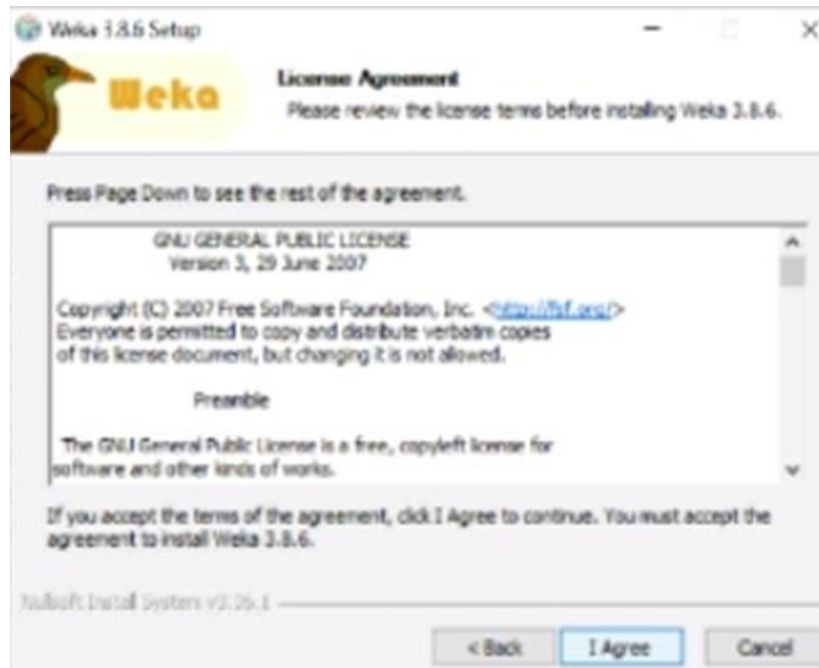 Weka 3.8.6 Setup
Weka
License Agreement
Please review the license terms before installing Weka 3.8.6.
Press Page Down to see the rest of the agreement.
GNU GENERAL PUBLIC LICENSE
Version 3, 29 June 2007
Copyright (C) 2007 Free Software Foundation, Inc. <http://fsf.org/>
Everyone is permitted to copy and distribute verbatim copies
of this license document, but changing it is not allowed.
Preamble
The GNU General Public License is a free, copyleft license for
software and other kinds of works.
If you accept the terms of the agreement, click I Agree to continue. You must accept the
agreement to install Weka 3.8.6.
Nullsoft Install System
< Back
I Agree
Cancel